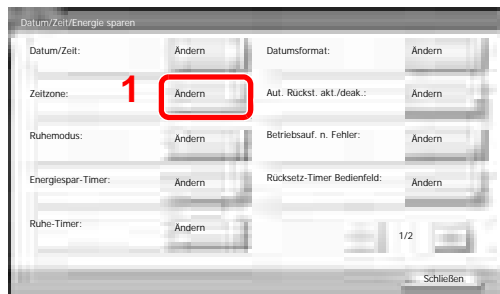 Datum/Zeit/Energie sparen
Datum/Zeit: Ändern Datumsformat: Ändern
Zeitzone: 1 Ändern Aut. Rückst. akt./deak.: Ändern
Ruhemodus: Ändern Betriebsauf. n. Fehler: Ändern
Energiespar-Timer: Ändern Rücksetz-Timer Bedienfeld: Ändern
Ruhe-Timer: Ändern 1/2
Schließen